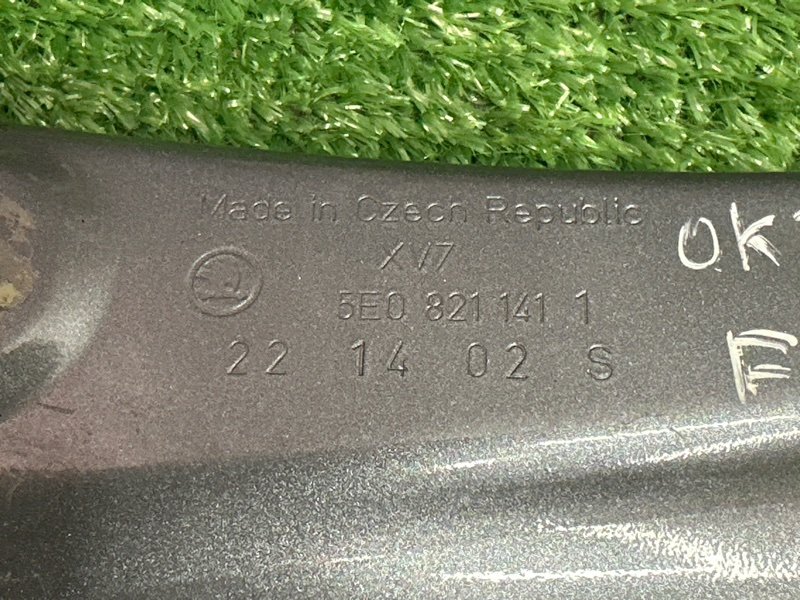 Made in Czech Republic
XV7
5E0 821 141 1
22 14 02 S
OK